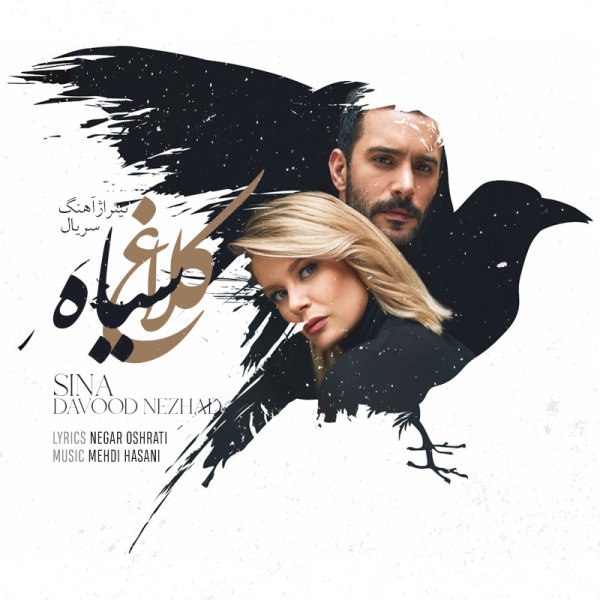 تیتراژ آهنگ
سریال
کلاغ
سیاه
SINA
DAVOOD NEZHAD
LYRICS NEGAR OSHRATI
MUSIC MEHDI HASANI